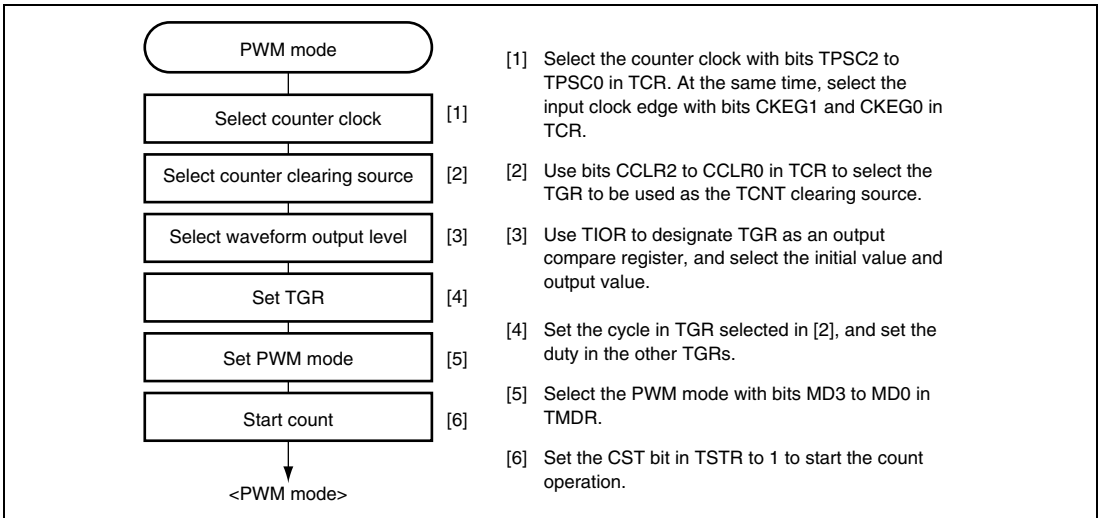 PWM mode
Select counter clock [1]
Select counter clearing source [2]
Select waveform output level [3]
Set TGR [4]
Set PWM mode [5]
Start count [6]
<PWM mode>
[1] Select the counter clock with bits TPSC2 to
TPSC0 in TCR. At the same time, select the
input clock edge with bits CKEG1 and CKEG0 in
TCR.
[2] Use bits CCLR2 to CCLR0 in TCR to select the
TGR to be used as the TCNT clearing source.
[3] Use TIOR to designate TGR as an output
compare register, and select the initial value and
output value.
[4] Set the cycle in TGR selected in [2], and set the
duty in the other TGRs.
[5] Select the PWM mode with bits MD3 to MD0 in
TMDR.
[6] Set the CST bit in TSTR to 1 to start the count
operation.